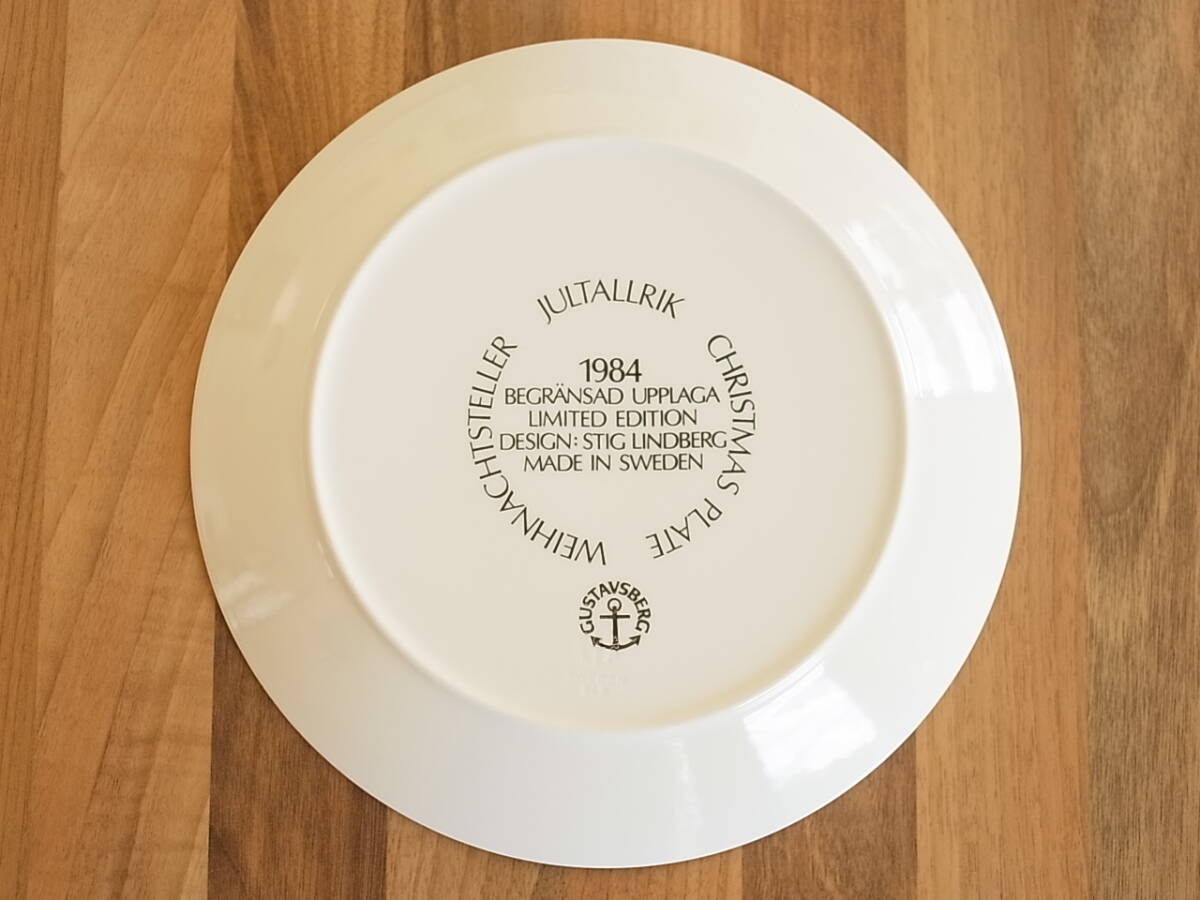 JULTALLRIK
CHRISTMAS PLATE
WEIHNACHTSTELLER
1984
BEGRÄNSAD UPPLAGA
LIMITED EDITION
DESIGN: STIG LINDBERG
MADE IN SWEDEN
GUSTAVSBERG